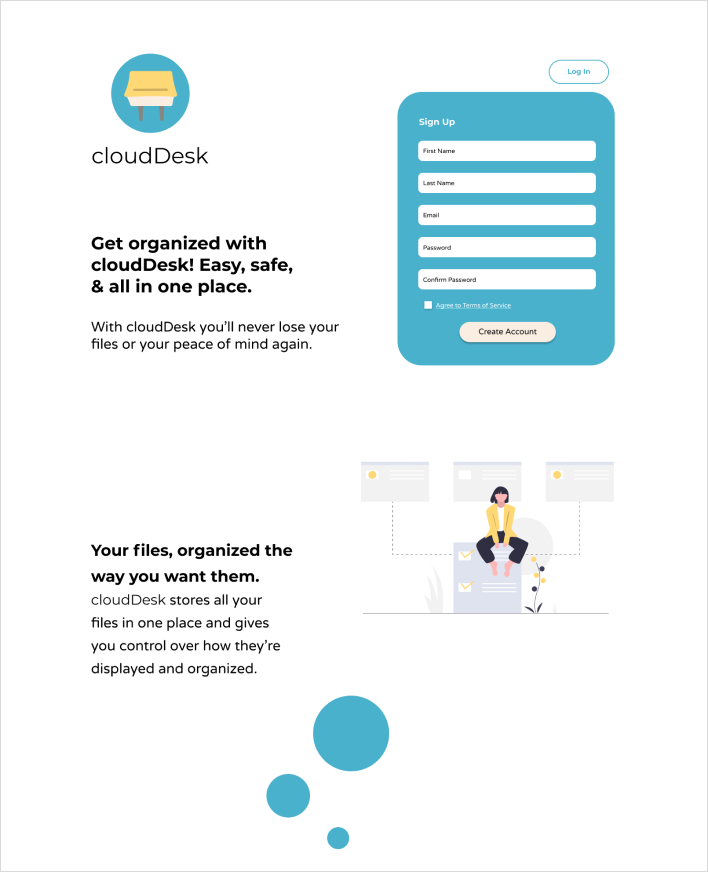 cloudDesk
Get organized with
cloudDesk! Easy, safe,
& all in one place.
With cloudDesk you'll never lose your
files or your peace of mind again.
Log In
Sign Up
First Name
Last Name
Email
Password
Confirm Password
Agree to Terms of Service
Create Account
Your files, organized the
way you want them.
cloudDesk stores all your
files in one place and gives
you control over how they're
displayed and organized.